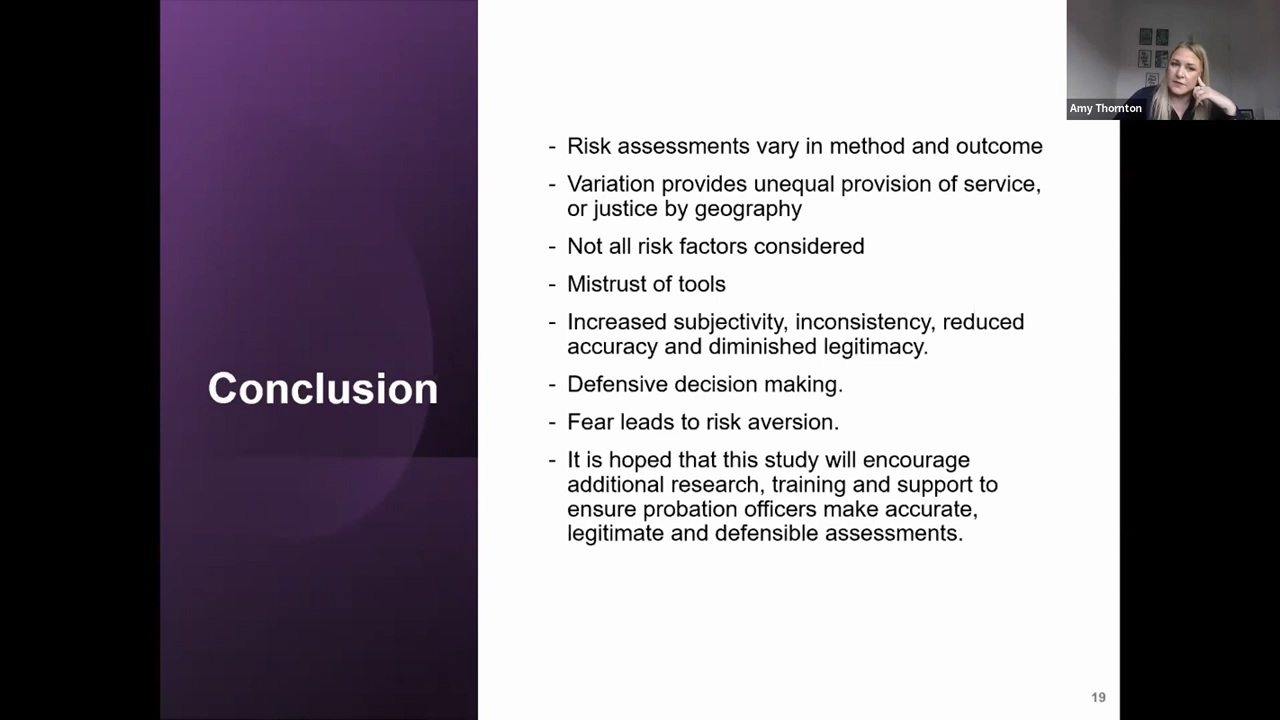 Amy Thornton
Conclusion
- Risk assessments vary in method and outcome
- Variation provides unequal provision of service,
or justice by geography
- Not all risk factors considered
- Mistrust of tools
- Increased subjectivity, inconsistency, reduced
accuracy and diminished legitimacy.
- Defensive decision making.
- Fear leads to risk aversion.
- It is hoped that this study will encourage
additional research, training and support to
ensure probation officers make accurate,
legitimate and defensible assessments.
19